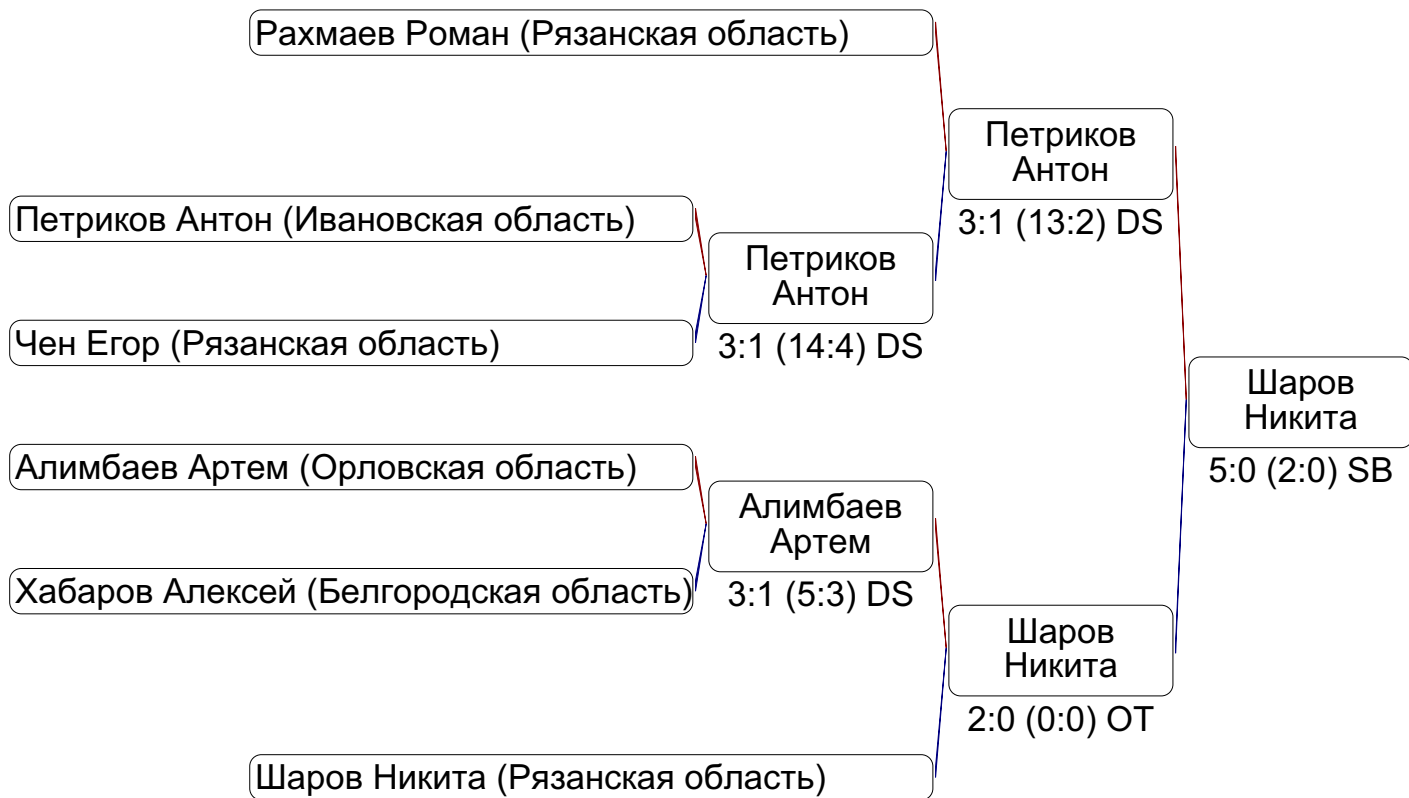 Рахмаев Роман (Рязанская область)
Петриков
Антон
3:1 (13:2) DS
Петриков Антон (Ивановская область)
Петриков
Антон
3:1 (14:4) DS
Чен Егор (Рязанская область)
Шаров
Никита
5:0 (2:0) SB
Алимбаев Артем (Орловская область)
Алимбаев
Артем
3:1 (5:3) DS
Хабаров Алексей (Белгородская область)
Шаров
Никита
2:0 (0:0) OT
Шаров Никита (Рязанская область)